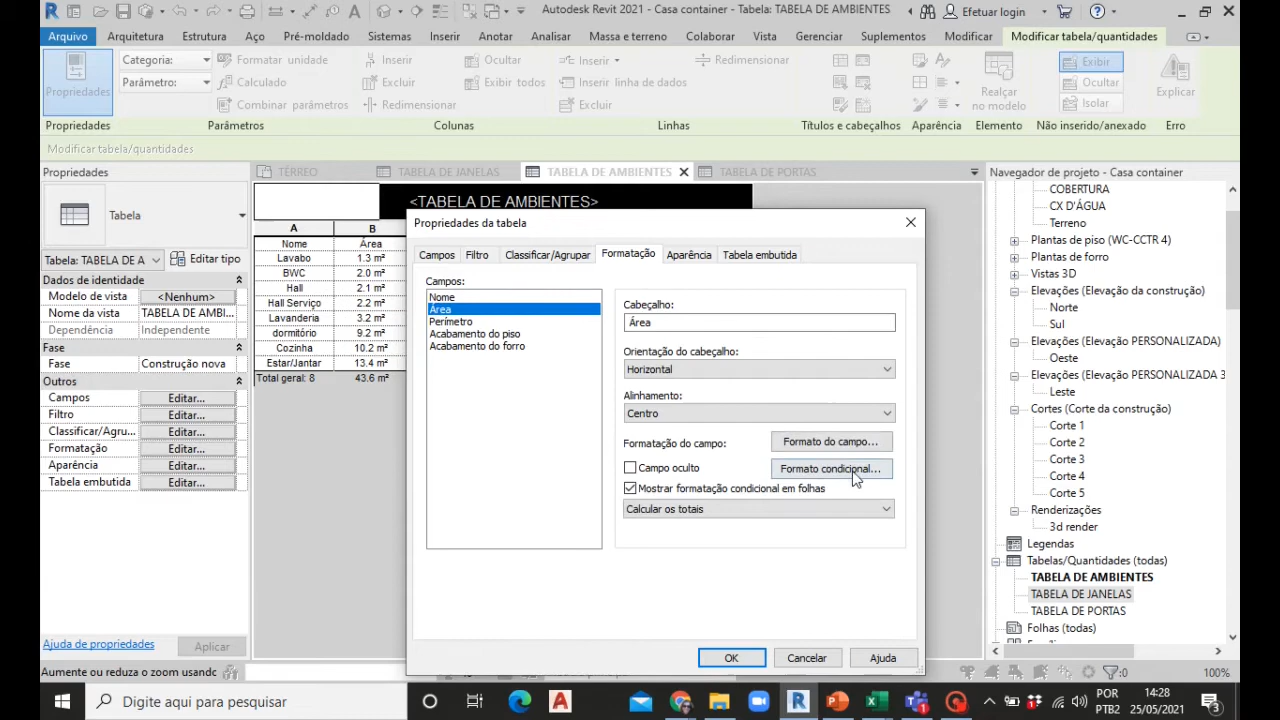 Autodesk Revit 2021 - Casa container - Tabela: TABELA DE AMBIENTES
Efetuar login
Arquivo Arquitetura Estrutura Aço Pré-moldado Sistemas Inserir Anotar Analisar Massa e terreno Colaborar Vista Gerenciar Suplementos Modificar Modificar tabela/quantidades
Categoria: Formatar unidade Inserir Ocultar Inserir Redimensionar Exibir
Propriedades Parâmetro: Calculado Excluir Exibir todos Inserir linha de dados Ocultar Realçar no modelo Explicar
Combinar parâmetros Redimensionar Excluir Isolar
Propriedades Parâmetros Colunas Linhas Títulos e cabeçalhos Aparência Elemento Não inserido/anexado Erro
Modificar tabela/quantidades
Propriedades
Tabela
Tabela: TABELA DE A Editar tipo
Dados de identidade
Modelo de vista <Nenhum>
Nome da vista TABELA DE AMBI...
Dependência Independente
Fase
Fase Construção nova
Outros
Campos Editar...
Filtro Editar...
Classificar/Agru... Editar...
Formatação Editar...
Aparência Editar...
Tabela embutida Editar...
Ajuda de propriedades Aplicar
TÉRREO TABELA DE JANELAS TABELA DE AMBIENTES TABELA DE PORTAS
<TABELA DE AMBIENTES>
A B
Nome Área
Lavabo 1.3 m²
BWC 2.0 m²
Hall 2.1 m²
Hall Serviço 2.2 m²
Lavanderia 3.2 m²
dormitório 9.2 m²
Cozinha 10.2 m²
Estar/Jantar 13.4 m²
Total geral: 8 43.6 m²
Propriedades da tabela
Campos Filtro Classificar/Agrupar Formatação Aparência Tabela embutida
Campos:
Nome
Área
Perímetro
Acabamento do piso
Acabamento do forro
Cabeçalho:
Área
Orientação do cabeçalho:
Horizontal
Alinhamento:
Centro
Formatação do campo: Formato do campo...
Campo oculto Formato condicional...
Mostrar formatação condicional em folhas
Calcular os totais
OK Cancelar Ajuda
Navegador de projeto - Casa container
COBERTURA
CX D'ÁGUA
Terreno
Plantas de piso (WC-CCTR 4)
Plantas de forro
Vistas 3D
Elevações (Elevação da construção)
Norte
Sul
Elevações (Elevação PERSONALIZADA)
Oeste
Elevações (Elevação PERSONALIZADA 3
Leste
Cortes (Corte da construção)
Corte 1
Corte 2
Corte 3
Corte 4
Corte 5
Renderizações
3d render
Legendas
Tabelas/Quantidades (todas)
TABELA DE AMBIENTES
TABELA DE JANELAS
TABELA DE PORTAS
Folhas (todas)
Aumente ou reduza o zoom usando :0 100%
Digite aqui para pesquisar
POR 14:28
PTB2 25/05/2021
3